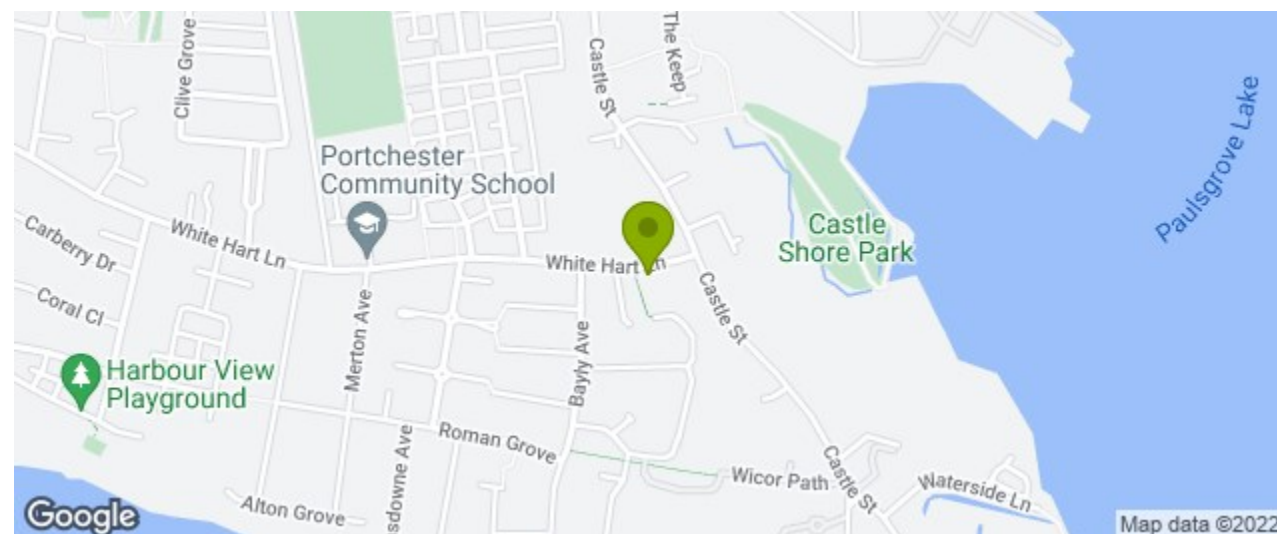 Clive Grove
Castle St
The Keep
Paulsgrove Lake
Portchester
Community School
Castle
Shore Park
White Hart Ln
Carberry Dr
White Hart Ln
Coral Cl
Castle St
Merton Ave
Bayly Ave
Harbour View
Playground
Roman Grove
sdowne Ave
Wicor Path
Castle St
Waterside Ln
Alton Grove
Google
Map data ©2022